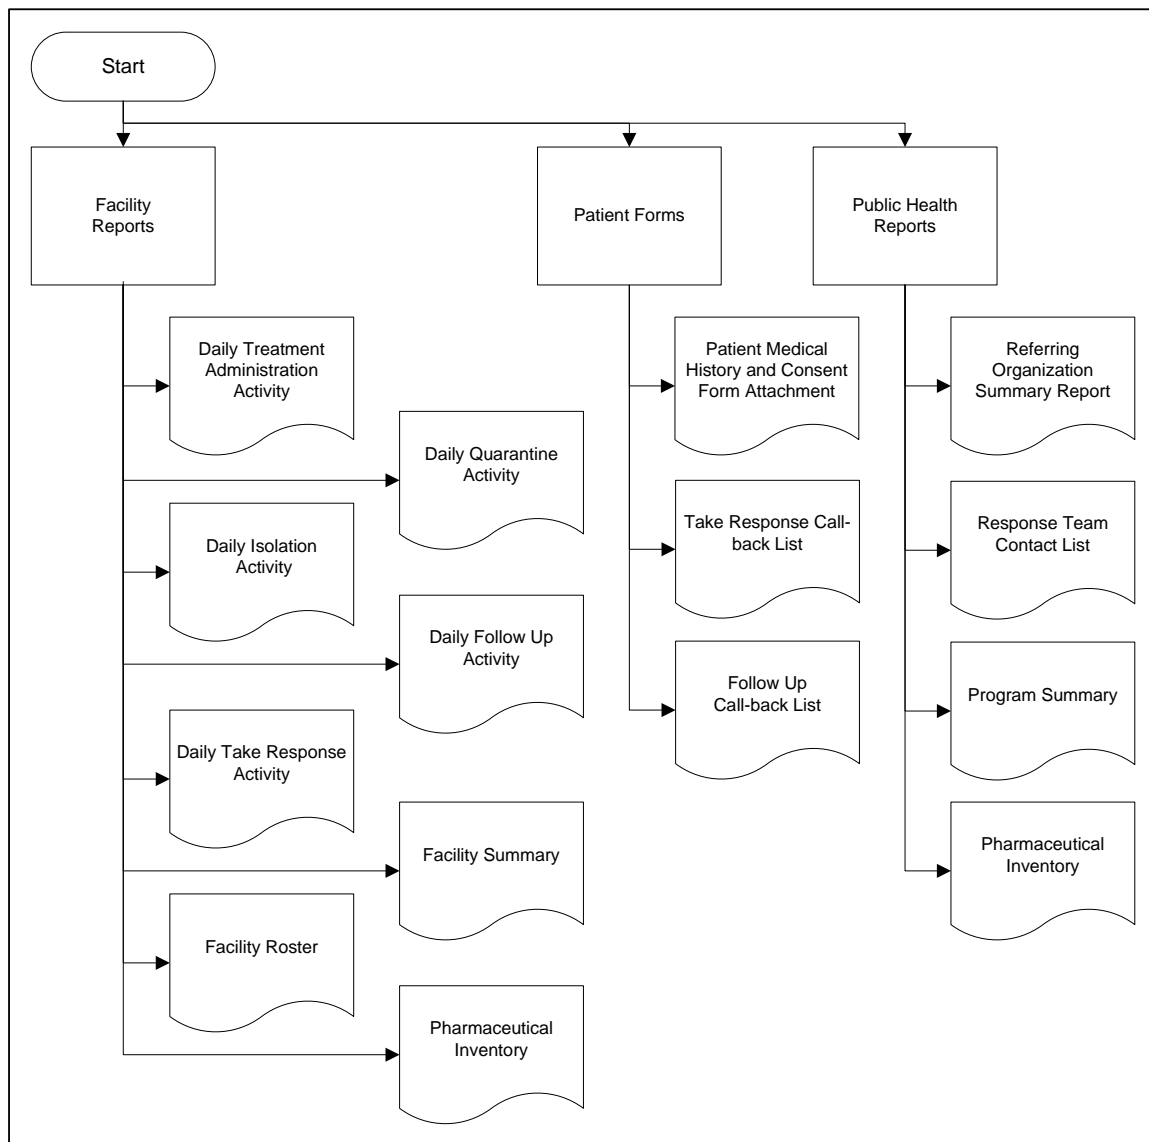 Start
Facility
Reports
Patient Forms
Public Health
Reports
Daily Treatment
Administration
Activity
Patient Medical
History and Consent
Form Attachment
Referring
Organization
Summary Report
Daily Quarantine
Activity
Daily Isolation
Activity
Take Response Call-
back List
Response Team
Contact List
Daily Follow Up
Activity
Follow Up
Call-back List
Program Summary
Daily Take Response
Activity
Facility Summary
Pharmaceutical
Inventory
Facility Roster
Pharmaceutical
Inventory